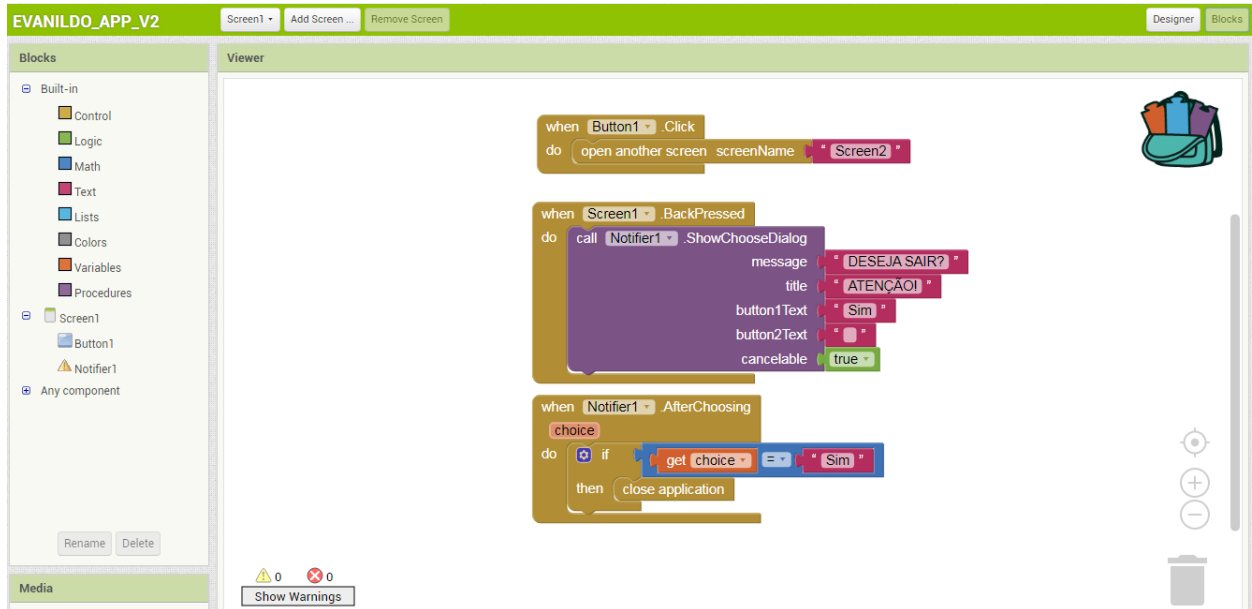 EVANILDO_APP_V2 Screen1 Add Screen ... Remove Screen Designer Blocks
Blocks
Viewer
Built-in
Control
Logic
Math
Text
Lists
Colors
Variables
Procedures
Screen1
Button1
Notifier1
Any component
Rename Delete
Media
when Button1 .Click
do open another screen screenName " Screen2 "
when Screen1 .BackPressed
do call Notifier1 .ShowChooseDialog
message " DESEJA SAIR? "
title " ATENÇÃO! "
button1Text " Sim "
button2Text " "
cancelable true
when Notifier1 .AfterChoosing
choice
do if get choice = " Sim "
then close application
0 0
Show Warnings